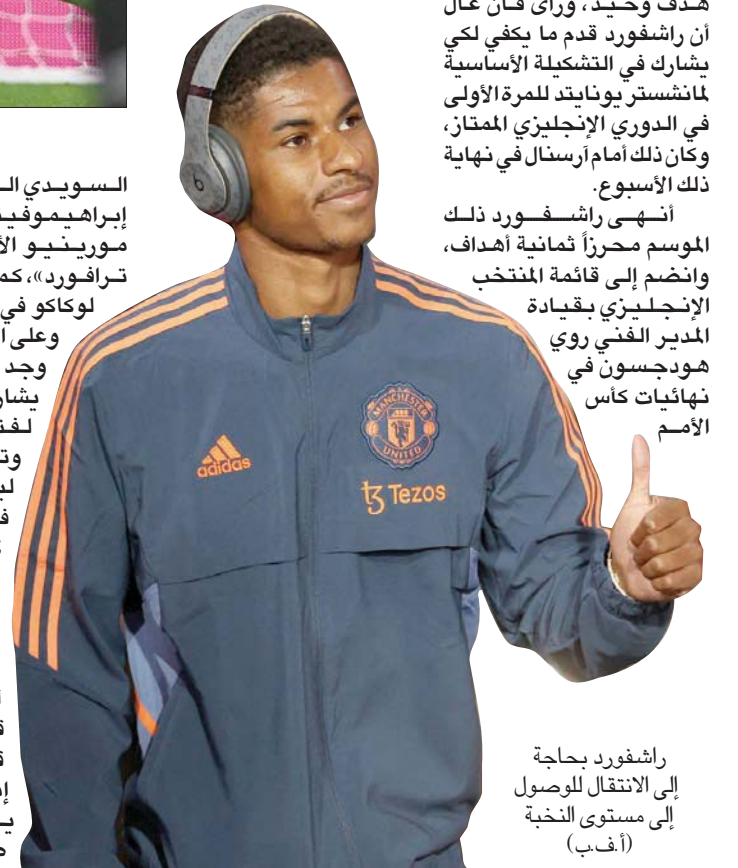 هدف وحيد، ورأى فان غال
أن راشفورد قدم ما يكفي لكي
يشارك في التشكيلة الأساسية
لمانشستر يونايتد للمرة الأولى
في الدوري الإنجليزي الممتاز،
وكان ذلك أمام آرسنال في نهاية
ذلك الأسبوع.
أنهى راشفورد ذلك
الموسم محرزاً ثمانية أهداف،
وانضم إلى قائمة المنتخب
الإنجليزي بقيادة
المدير الفني روي
هودجسون في
نهائيات كأس
الأمم
السويدي
إبراهيموفيد
مورينيو
ترافورد»، كم
لوكاكو في
وعلى
وجد
يشار
MANCHESTER
UNITED
adidas
Tezos
راشفورد بحاجة
إلى الانتقال للوصول
إلى مستوى النخبة
(أ.ف.ب)